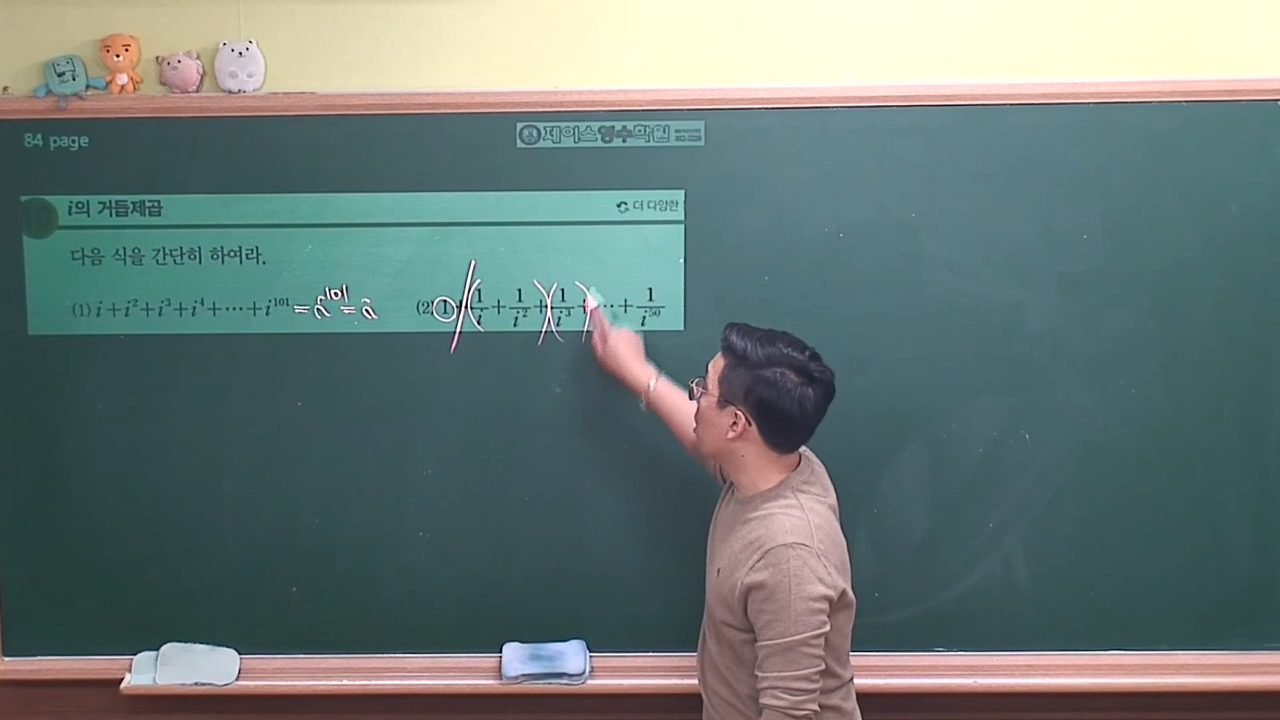 84 page
제이스영수학원
i의 거듭제곱
더 다양한
다음 식을 간단히 하여라.
(1) i+i²+i³+i⁴+⋯+i¹⁰¹ = i¹⁰¹ = i
(2) 1+1/i+1/i²+1/i³+⋯+1/i⁵⁰